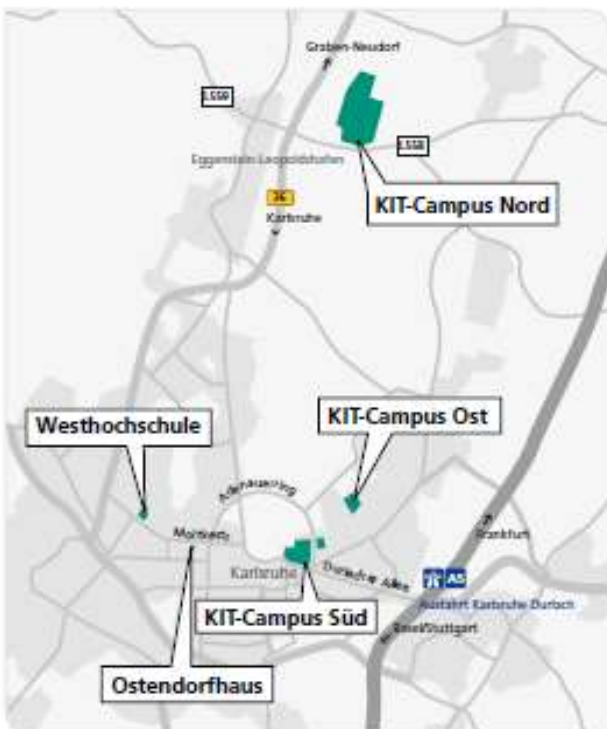 Graben-Neudorf
L559
L558
Eggenstein-Leopoldshafen
KIT-Campus Nord
36
Karlsruhe
KIT-Campus Ost
Westhochschule
Adenauerring
Moltkestr.
Frankfurt
Karlsruhe
Durlacher Allee
A5
Ausfahrt Karlsruhe-Durlach
KIT-Campus Süd
Basel/Stuttgart
Ostendorfhaus